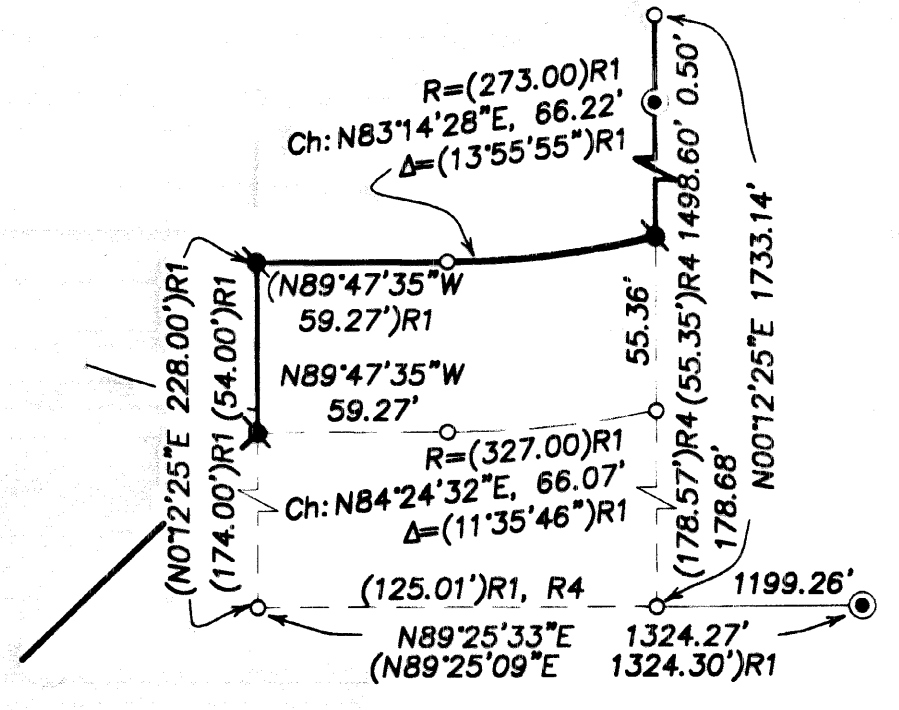 R=(273.00)R1
Ch: N83°14'28"E, 66.22'
Δ=(13°55'55")R1
(N89°47'35"W
59.27')R1
N89°47'35"W
59.27'
R=(327.00)R1
Ch: N84°24'32"E, 66.07'
Δ=(11°35'46")R1
(125.01')R1, R4
1199.26'
N89°25'33"E 1324.27'
(N89°25'09"E 1324.30')R1
(N0°12'25"E 228.00')R1
(174.00')R1 (54.00')R1
55.36'
(178.57')R4 (55.35')R4 1498.60' 0.50'
178.68'
N00°12'25"E 1733.14'